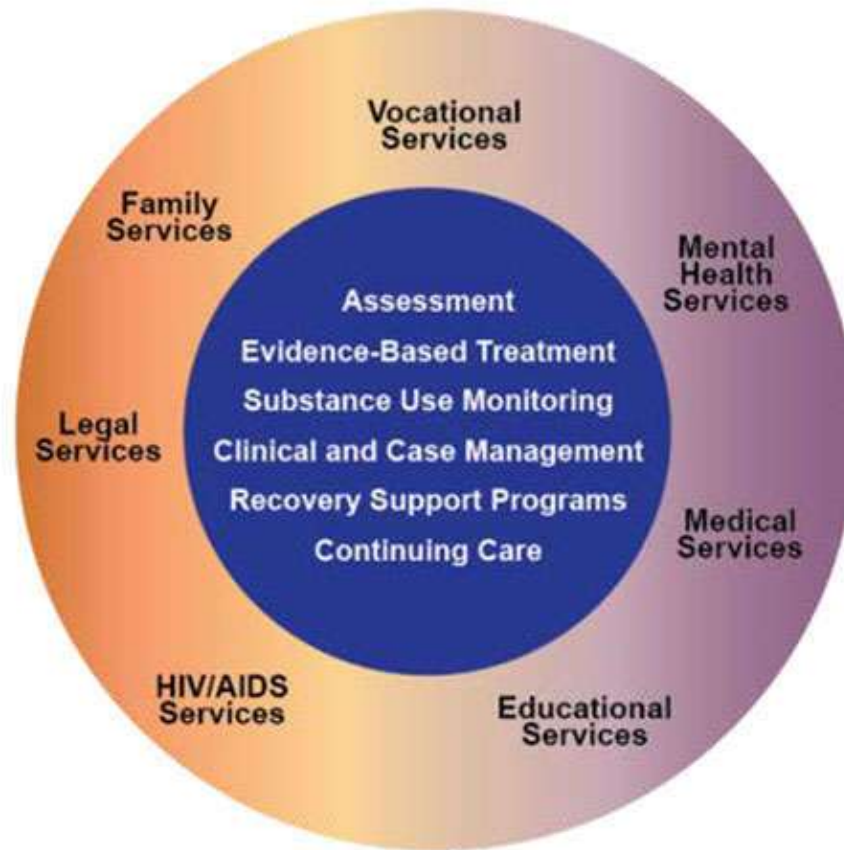 Vocational
Services
Family
Services
Mental
Health
Services
Assessment
Evidence-Based Treatment
Substance Use Monitoring
Clinical and Case Management
Recovery Support Programs
Continuing Care
Legal
Services
Medical
Services
HIV/AIDS
Services
Educational
Services